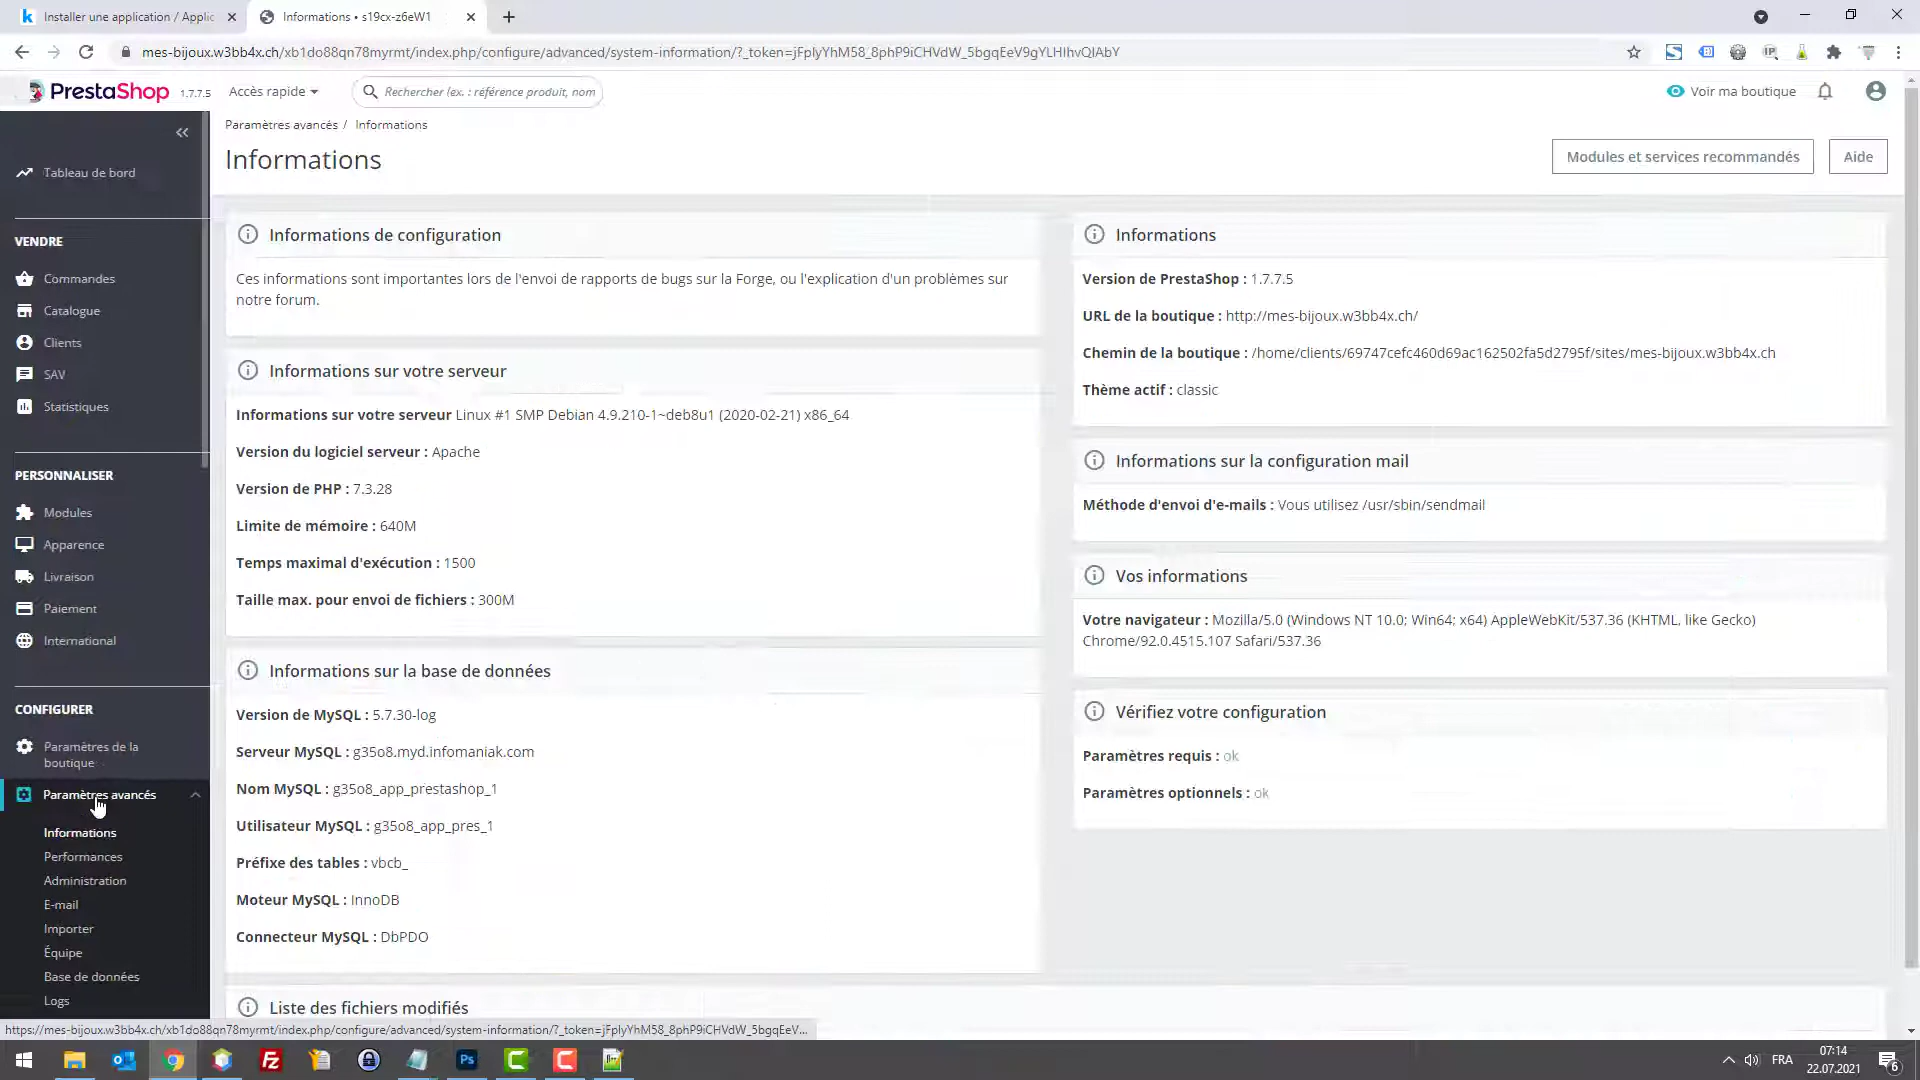 Installer une application / Applic
Informations • s19cx-z6eW1
mes-bijoux.w3bb4x.ch/xb1do88qn78myrmt/index.php/configure/advanced/system-information/?_token=jFplyYhM58_8phP9iCHVdW_5bgqEeV9gYLHIhvQIAbY
PrestaShop 1.7.7.5
Accès rapide
Rechercher (ex. : référence produit, nom
Voir ma boutique
Paramètres avancés / Informations
Informations
Modules et services recommandés
Aide
Tableau de bord
VENDRE
Commandes
Catalogue
Clients
SAV
Statistiques
PERSONNALISER
Modules
Apparence
Livraison
Paiement
International
CONFIGURER
Paramètres de la
boutique
Paramètres avancés
Informations
Performances
Administration
E-mail
Importer
Équipe
Base de données
Logs
Informations de configuration
Ces informations sont importantes lors de l'envoi de rapports de bugs sur la Forge, ou l'explication d'un problèmes sur
notre forum.
Informations sur votre serveur
Informations sur votre serveur Linux #1 SMP Debian 4.9.210-1~deb8u1 (2020-02-21) x86_64
Version du logiciel serveur : Apache
Version de PHP : 7.3.28
Limite de mémoire : 640M
Temps maximal d'exécution : 1500
Taille max. pour envoi de fichiers : 300M
Informations sur la base de données
Version de MySQL : 5.7.30-log
Serveur MySQL : g35o8.myd.infomaniak.com
Nom MySQL : g35o8_app_prestashop_1
Utilisateur MySQL : g35o8_app_pres_1
Préfixe des tables : vbcb_
Moteur MySQL : InnoDB
Connecteur MySQL : DbPDO
Liste des fichiers modifiés
Informations
Version de PrestaShop : 1.7.7.5
URL de la boutique : http://mes-bijoux.w3bb4x.ch/
Chemin de la boutique : /home/clients/69747cefc460d69ac162502fa5d2795f/sites/mes-bijoux.w3bb4x.ch
Thème actif : classic
Informations sur la configuration mail
Méthode d'envoi d'e-mails : Vous utilisez /usr/sbin/sendmail
Vos informations
Votre navigateur : Mozilla/5.0 (Windows NT 10.0; Win64; x64) AppleWebKit/537.36 (KHTML, like Gecko)
Chrome/92.0.4515.107 Safari/537.36
Vérifiez votre configuration
Paramètres requis : ok
Paramètres optionnels : ok
https://mes-bijoux.w3bb4x.ch/xb1do88qn78myrmt/index.php/configure/advanced/system-information/?_token=jFplyYhM58_8phP9iCHVdW_5bgqEeV...
FRA
07:14
22.07.2021
6